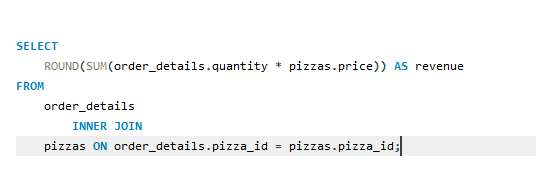 SELECT
ROUND(SUM(order_details.quantity * pizzas.price)) AS revenue
FROM
order_details
INNER JOIN
pizzas ON order_details.pizza_id = pizzas.pizza_id;